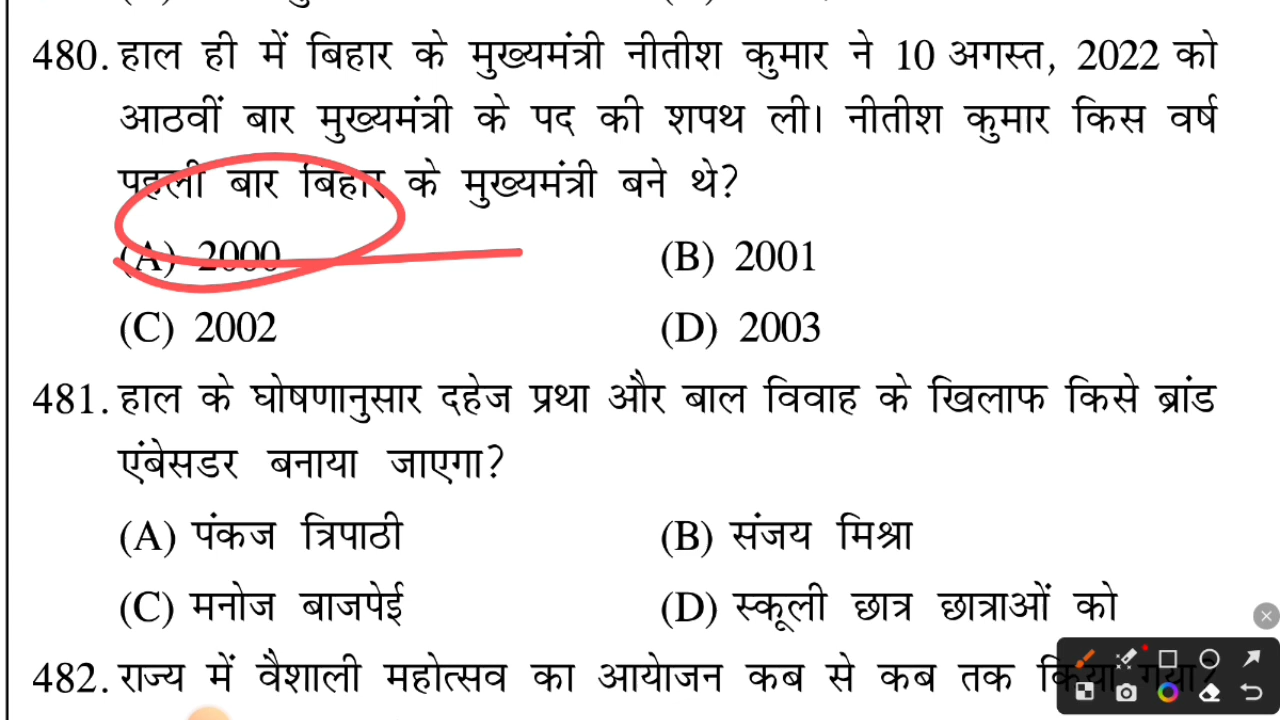 480. हाल ही में बिहार के मुख्यमंत्री नीतीश कुमार ने 10 अगस्त, 2022 को
आठवीं बार मुख्यमंत्री के पद की शपथ ली। नीतीश कुमार किस वर्ष
पहली बार बिहार के मुख्यमंत्री बने थे?
(A) 2000 (B) 2001
(C) 2002 (D) 2003
481. हाल के घोषणानुसार दहेज प्रथा और बाल विवाह के खिलाफ किसे ब्रांड
एंबेसडर बनाया जाएगा?
(A) पंकज त्रिपाठी (B) संजय मिश्रा
(C) मनोज बाजपेई (D) स्कूली छात्र छात्राओं को
482. राज्य में वैशाली महोत्सव का आयोजन कब से कब तक किया गया?